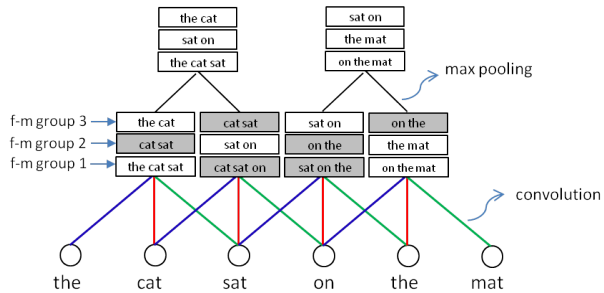 the cat
sat on
sat on
the mat
the cat sat
on the mat
max pooling
f-m group 3
the cat
cat sat
sat on
on the
f-m group 2
cat sat
sat on
on the
the mat
f-m group 1
the cat sat
cat sat on
sat on the
on the mat
convolution
the
cat
sat
on
the
mat